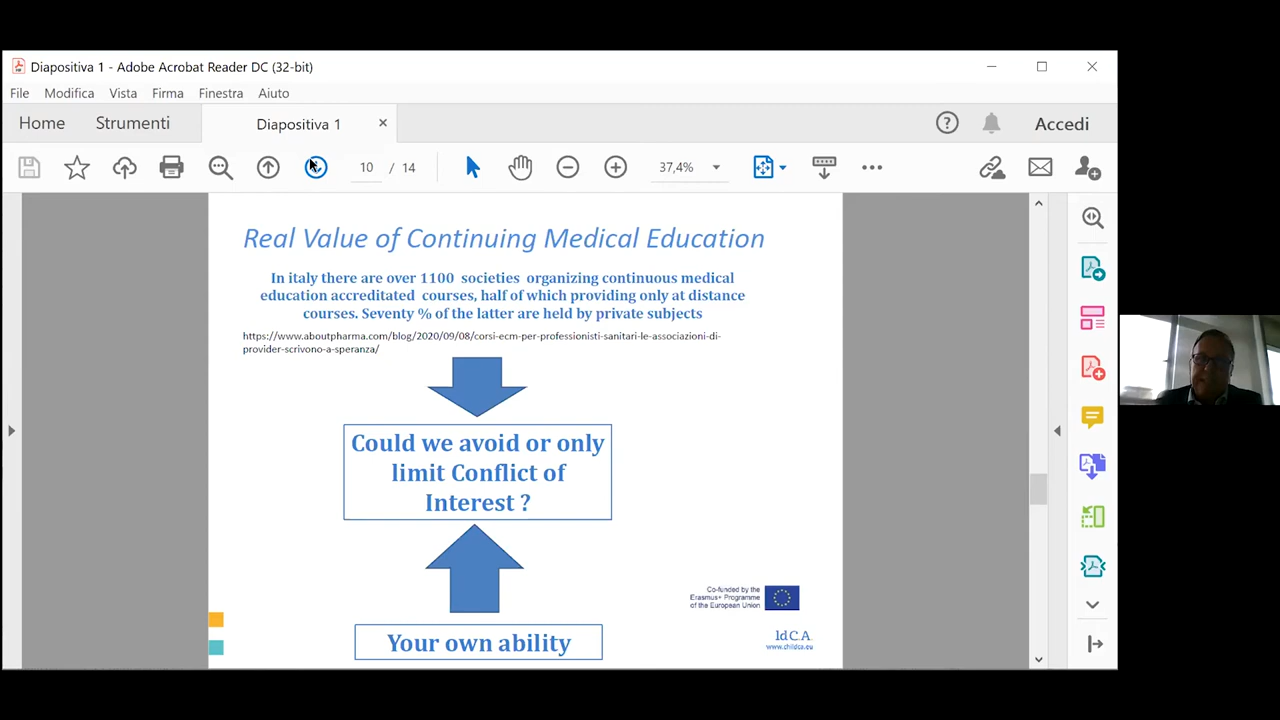 Diapositiva 1 - Adobe Acrobat Reader DC (32-bit)
File Modifica Vista Firma Finestra Aiuto
Home Strumenti Diapositiva 1 Accedi
10 / 14 37,4%
Real Value of Continuing Medical Education
In italy there are over 1100 societies organizing continuous medical
education accreditated courses, half of which providing only at distance
courses. Seventy % of the latter are held by private subjects
https://www.aboutpharma.com/blog/2020/09/08/corsi-ecm-per-professionisti-sanitari-le-associazioni-di-
provider-scrivono-a-speranza/
Could we avoid or only
limit Conflict of
Interest ?
Your own ability
Co-funded by the
Erasmus+ Programme
of the European Union
1d C.A.
www.childca.eu